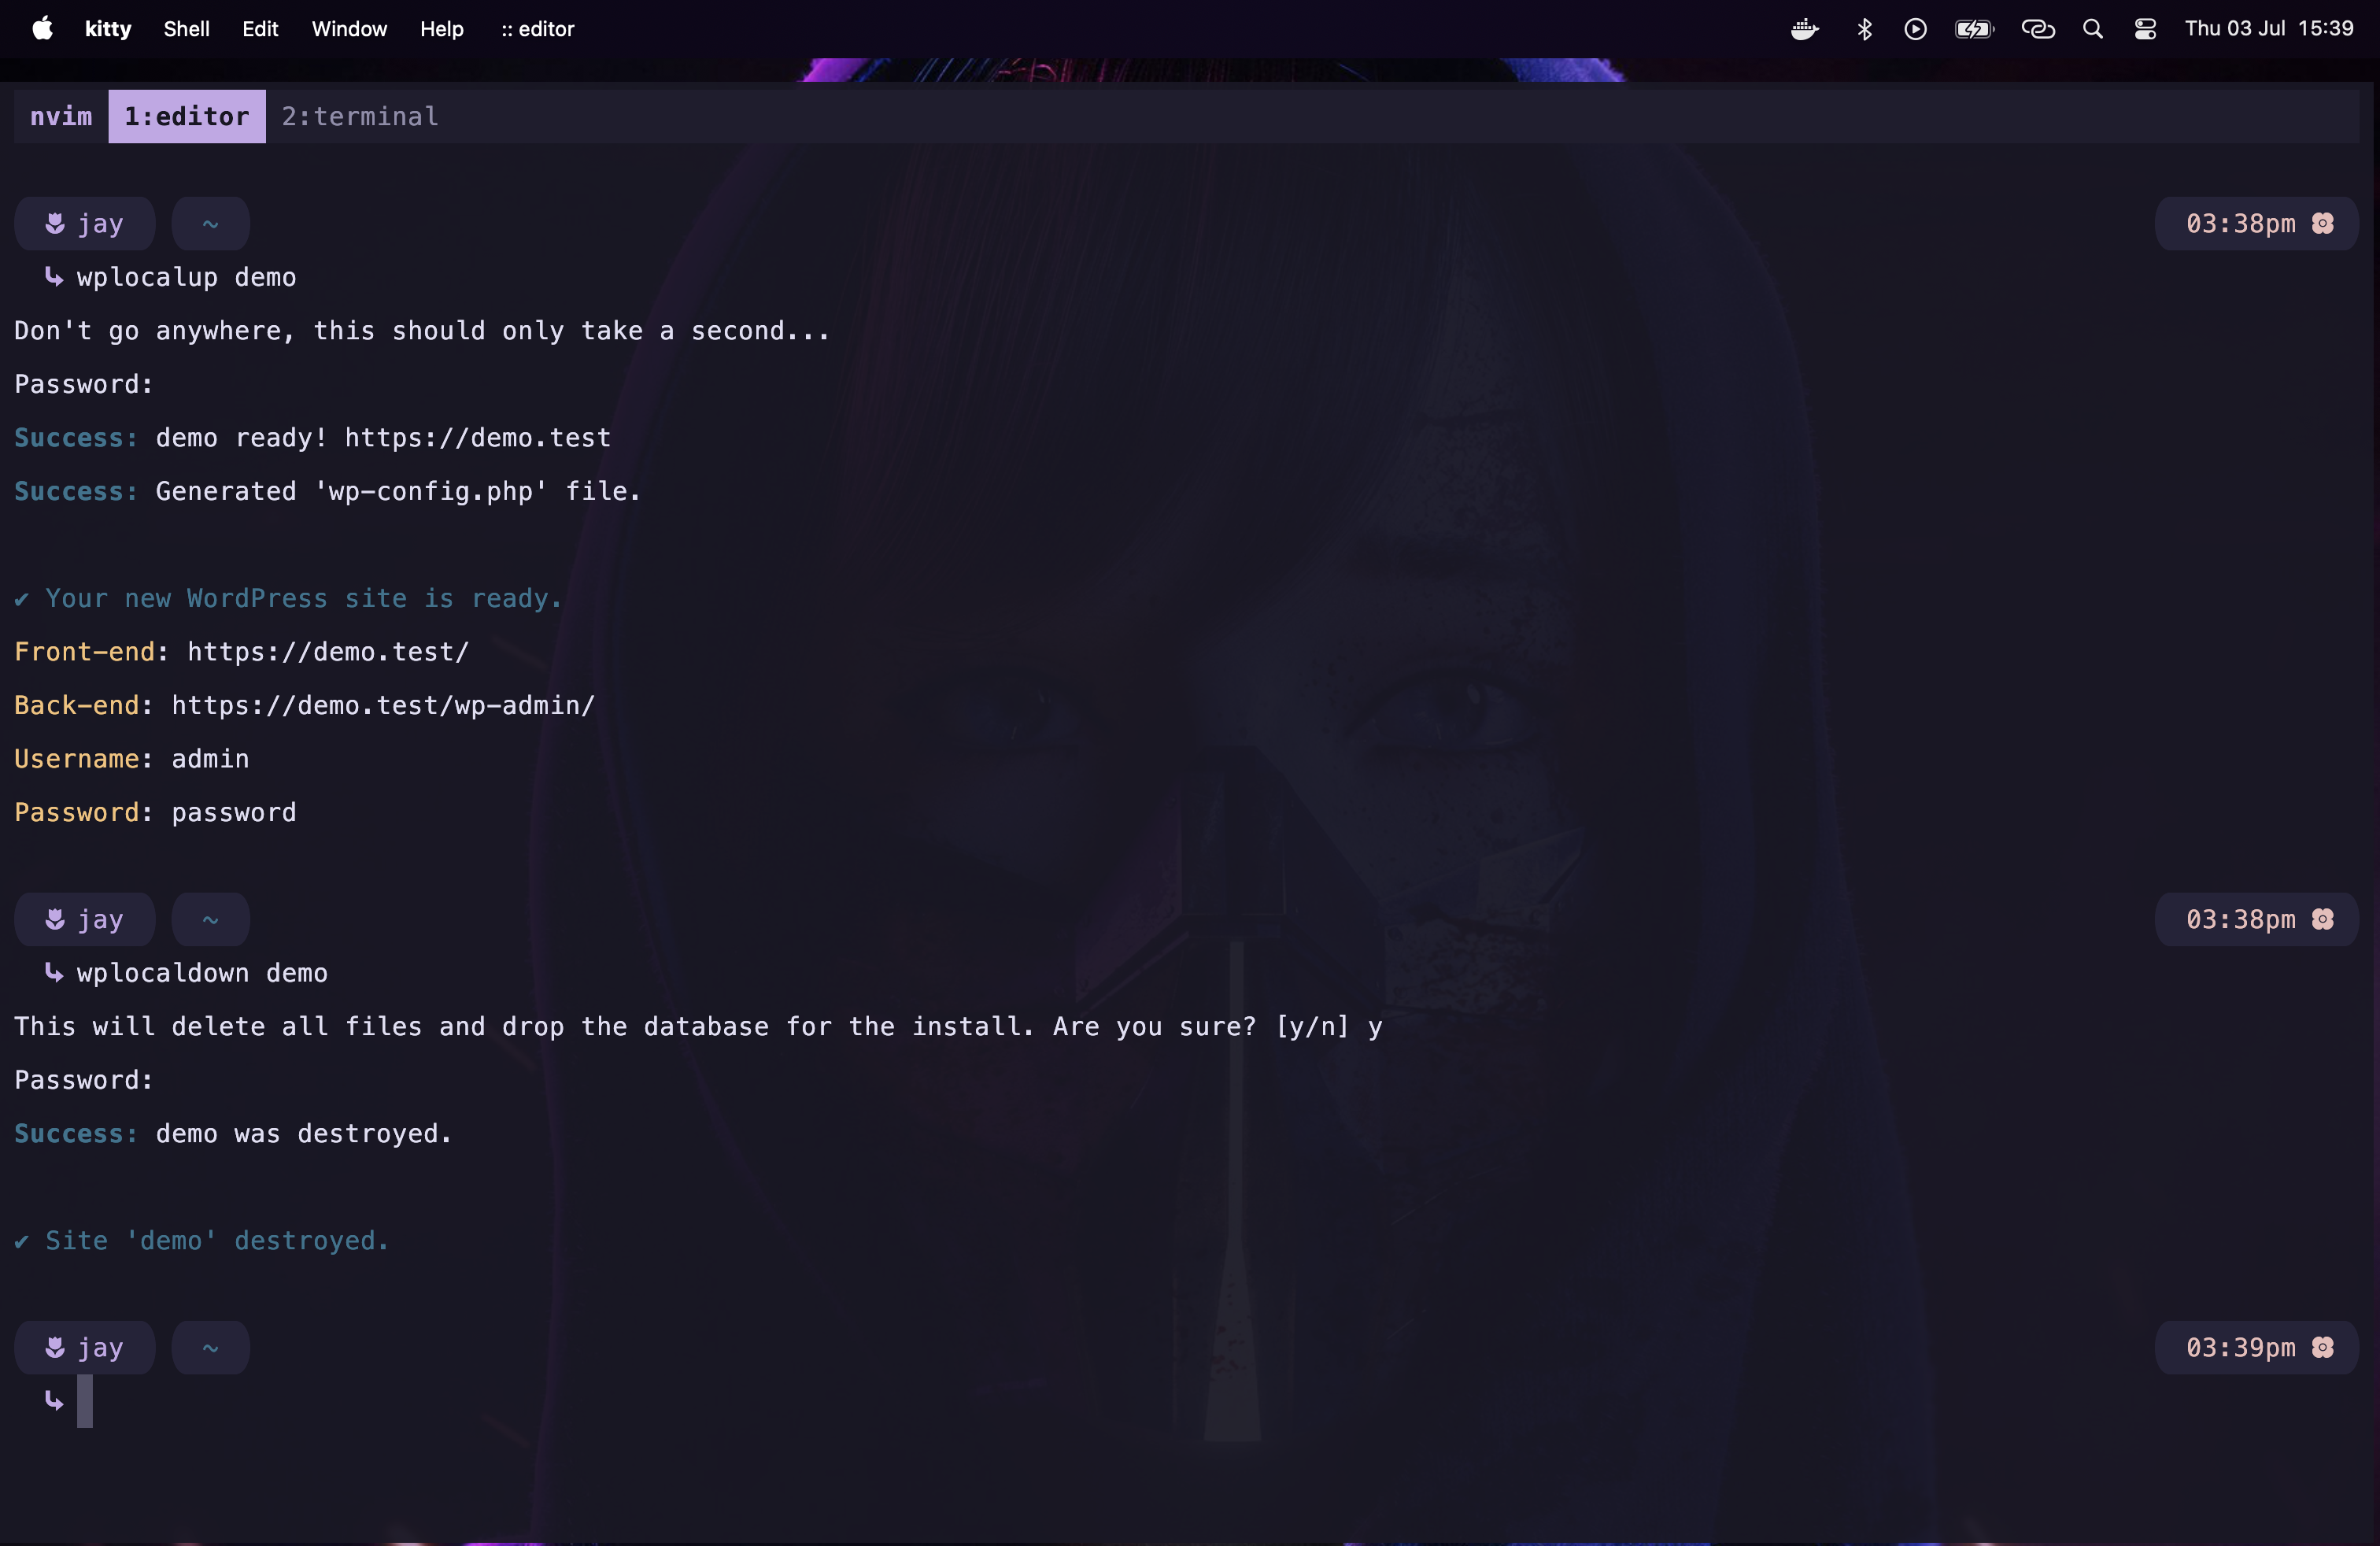 kitty Shell Edit Window Help :: editor Thu 03 Jul 15:39
nvim 1:editor 2:terminal
jay ~ 03:38pm
wplocalup demo
Don't go anywhere, this should only take a second...
Password:
Success: demo ready! https://demo.test
Success: Generated 'wp-config.php' file.
✔ Your new WordPress site is ready.
Front-end: https://demo.test/
Back-end: https://demo.test/wp-admin/
Username: admin
Password: password
jay ~ 03:38pm
wplocaldown demo
This will delete all files and drop the database for the install. Are you sure? [y/n] y
Password:
Success: demo was destroyed.
✔ Site 'demo' destroyed.
jay ~ 03:39pm